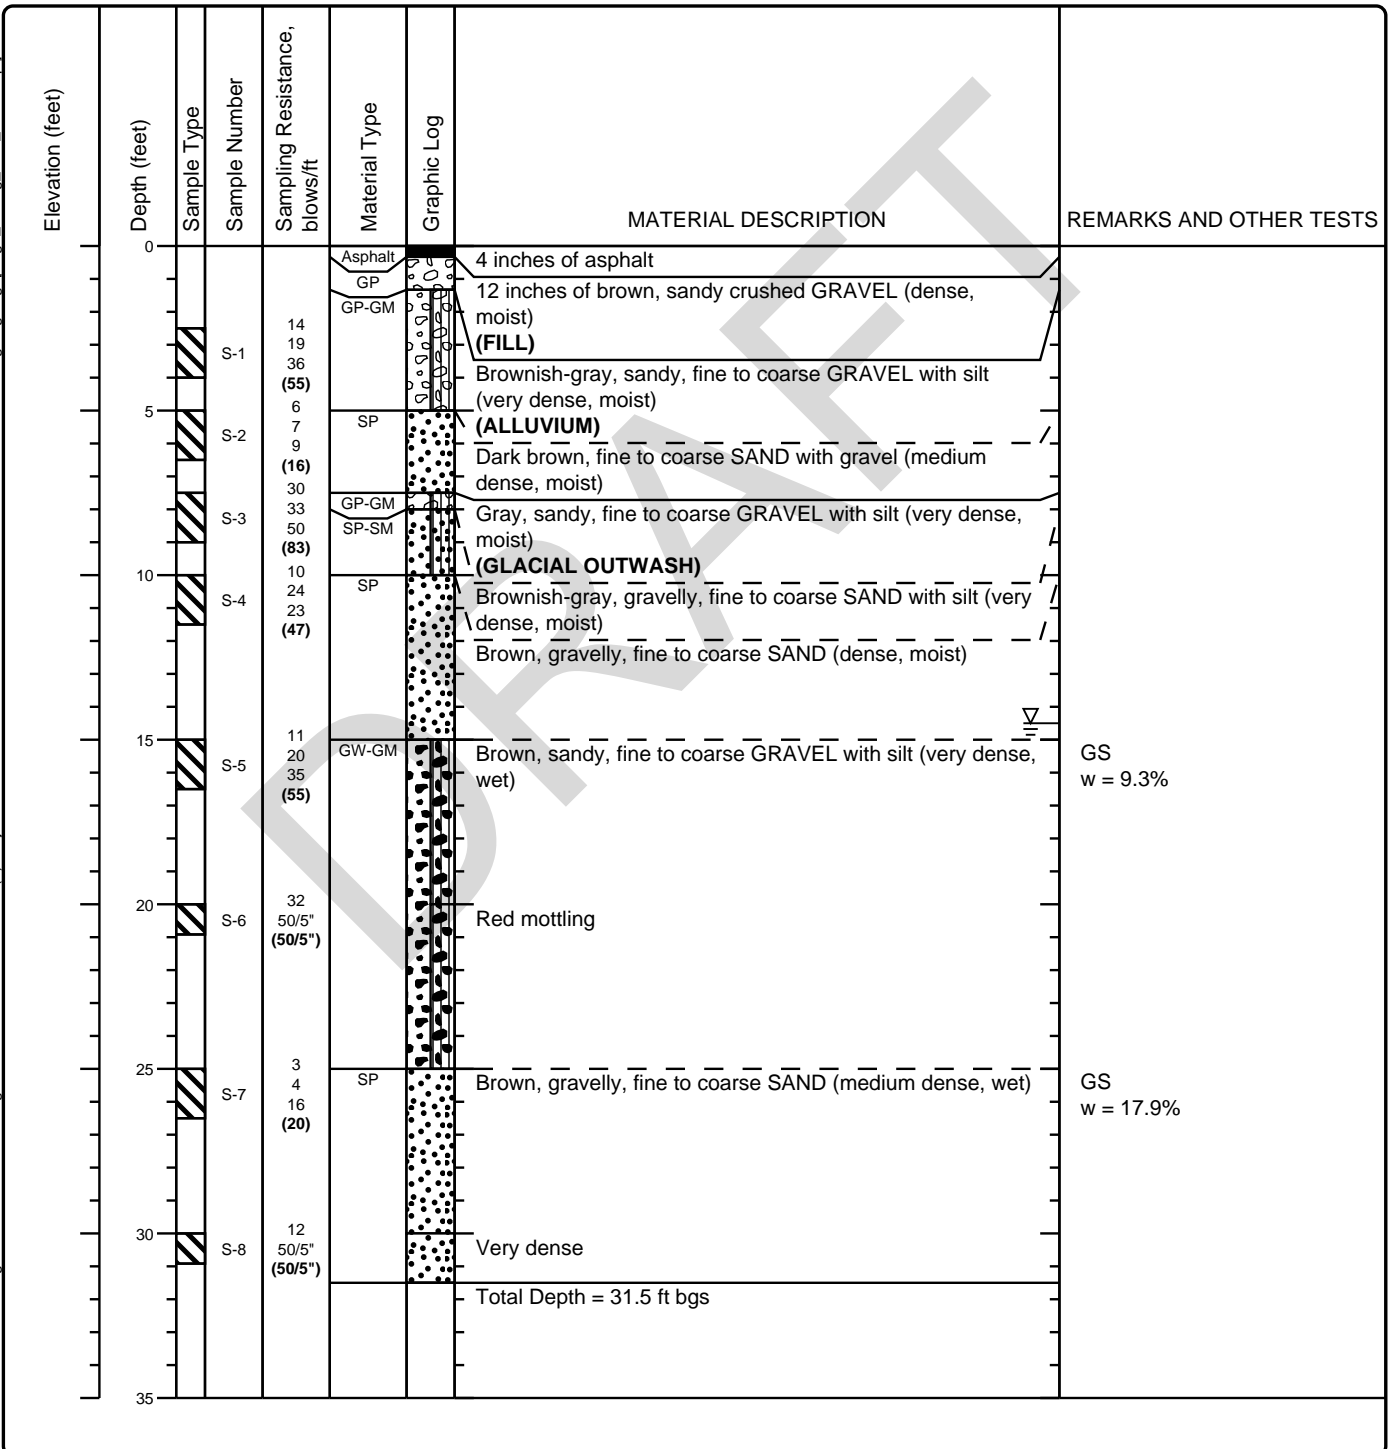 Elevation (feet)
Depth (feet)
Sample Type
Sample Number
Sampling Resistance,
blows/ft
Material Type
Graphic Log
MATERIAL DESCRIPTION
REMARKS AND OTHER TESTS
0
Asphalt
4 inches of asphalt
GP
12 inches of brown, sandy crushed GRAVEL (dense,
moist)
(FILL)
GP-GM
S-1
14
19
36
(55)
Brownish-gray, sandy, fine to coarse GRAVEL with silt
(very dense, moist)
(ALLUVIUM)
5
S-2
6
7
9
(16)
SP
Dark brown, fine to coarse SAND with gravel (medium
dense, moist)
S-3
30
33
50
(83)
GP-GM
Gray, sandy, fine to coarse GRAVEL with silt (very dense,
moist)
(GLACIAL OUTWASH)
SP-SM
Brownish-gray, gravelly, fine to coarse SAND with silt (very
dense, moist)
10
S-4
10
24
23
(47)
SP
Brown, gravelly, fine to coarse SAND (dense, moist)
15
S-5
11
20
35
(55)
GW-GM
Brown, sandy, fine to coarse GRAVEL with silt (very dense,
wet)
GS
w = 9.3%
20
S-6
32
50/5"
(50/5")
Red mottling
25
S-7
3
4
16
(20)
SP
Brown, gravelly, fine to coarse SAND (medium dense, wet)
GS
w = 17.9%
30
S-8
12
50/5"
(50/5")
Very dense
Total Depth = 31.5 ft bgs
35
DRAFT